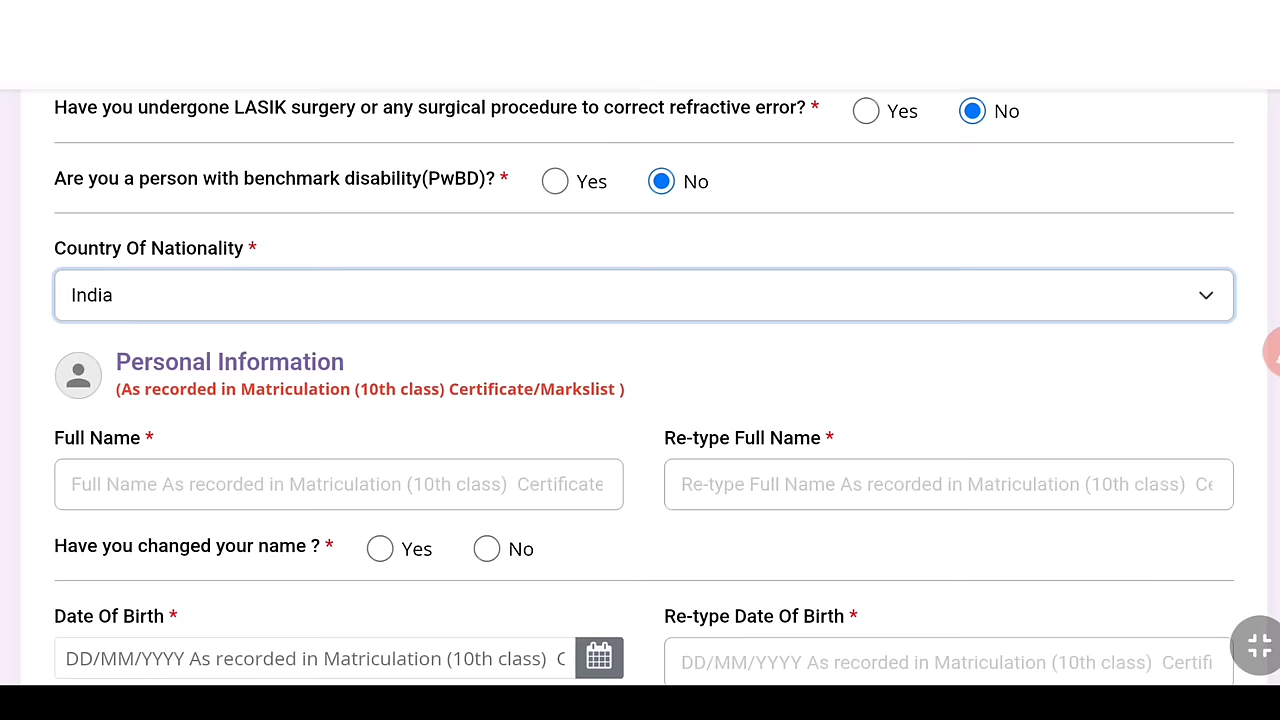 Have you undergone LASIK surgery or any surgical procedure to correct refractive error? * Yes No
Are you a person with benchmark disability(PwBD)? * Yes No
Country Of Nationality *
India
Personal Information
(As recorded in Matriculation (10th class) Certificate/Markslist )
Full Name * Re-type Full Name *
Full Name As recorded in Matriculation (10th class) Certificate Re-type Full Name As recorded in Matriculation (10th class) Ce
Have you changed your name ? * Yes No
Date Of Birth * Re-type Date Of Birth *
DD/MM/YYYY As recorded in Matriculation (10th class) C DD/MM/YYYY As recorded in Matriculation (10th class) Certifi